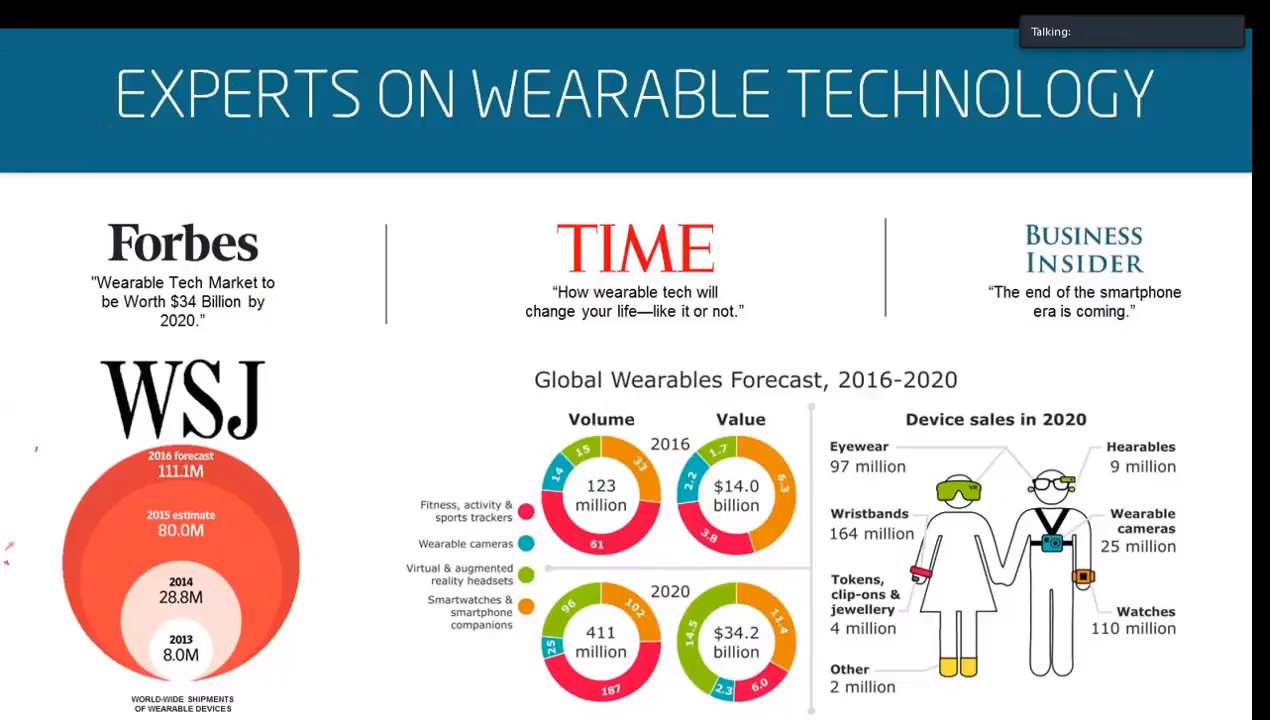 Talking:
EXPERTS ON WEARABLE TECHNOLOGY
Forbes
"Wearable Tech Market to
be Worth $34 Billion by
2020.”
TIME
“How wearable tech will
change your life—like it or not.”
BUSINESS
INSIDER
“The end of the smartphone
era is coming.”
WSJ
2016 forecast
111.1M
2015 estimate
80.0M
2014
28.8M
2013
8.0M
WORLD-WIDE SHIPMENTS
OF WEARABLE DEVICES
Global Wearables Forecast, 2016-2020
Volume
Value
2016
15
33
14
61
123
million
1.7
6.3
2.2
3.8
$14.0
billion
Fitness, activity &
sports trackers
Wearable cameras
Virtual & augmented
reality headsets
Smartwatches &
smartphone
companions
2020
96
102
25
187
411
million
14.5
11.4
2.3
6.0
$34.2
billion
Device sales in 2020
Eyewear
97 million
Wristbands
164 million
Tokens,
clip-ons &
jewellery
4 million
Other
2 million
VR
Hearables
9 million
Wearable
cameras
25 million
Watches
110 million